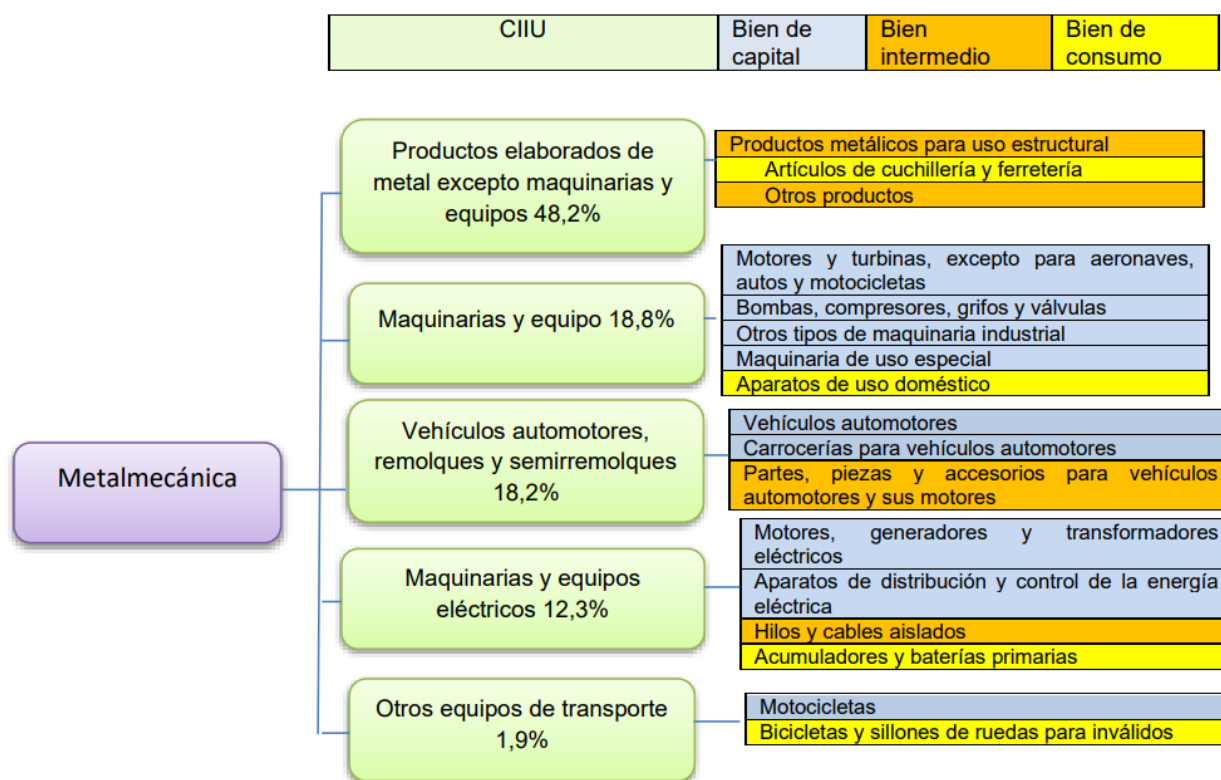 CIIU
Bien de
capital
Bien
intermedio
Bien de
consumo
Productos elaborados de
metal excepto maquinarias y
equipos 48,2%
Productos metálicos para uso estructural
Artículos de cuchillería y ferretería
Otros productos
Maquinarias y equipo 18,8%
Motores y turbinas, excepto para aeronaves,
autos y motocicletas
Bombas, compresores, grifos y válvulas
Otros tipos de maquinaria industrial
Maquinaria de uso especial
Aparatos de uso doméstico
Metalmecánica
Vehículos automotores,
remolques y semirremolques
18,2%
Vehículos automotores
Carrocerías para vehículos automotores
Partes, piezas y accesorios para vehículos
automotores y sus motores
Maquinarias y equipos
eléctricos 12,3%
Motores, generadores y transformadores
eléctricos
Aparatos de distribución y control de la energía
eléctrica
Hilos y cables aislados
Acumuladores y baterías primarias
Otros equipos de transporte
1,9%
Motocicletas
Bicicletas y sillones de ruedas para inválidos